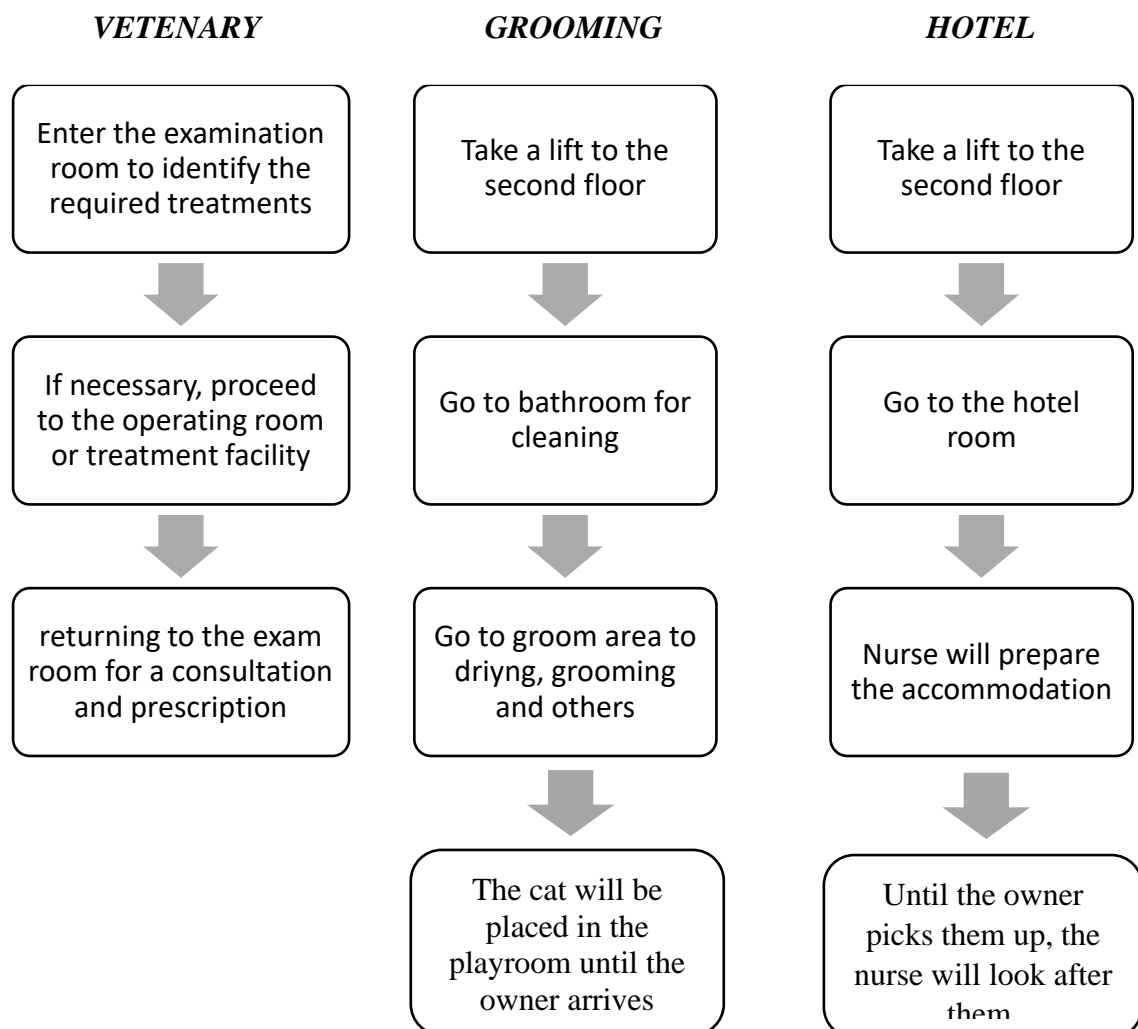 VETENARY
Enter the examination
room to identify the
required treatments
If necessary, proceed
to the operating room
or treatment facility
returning to the exam
room for a consultation
and prescription
GROOMING
Take a lift to the
second floor
Go to bathroom for
cleaning
Go to groom area to
driyng, grooming
and others
The cat will be
placed in the
playroom until the
owner arrives
HOTEL
Take a lift to the
second floor
Go to the hotel
room
Nurse will prepare
the accommodation
Until the owner
picks them up, the
nurse will look after
them